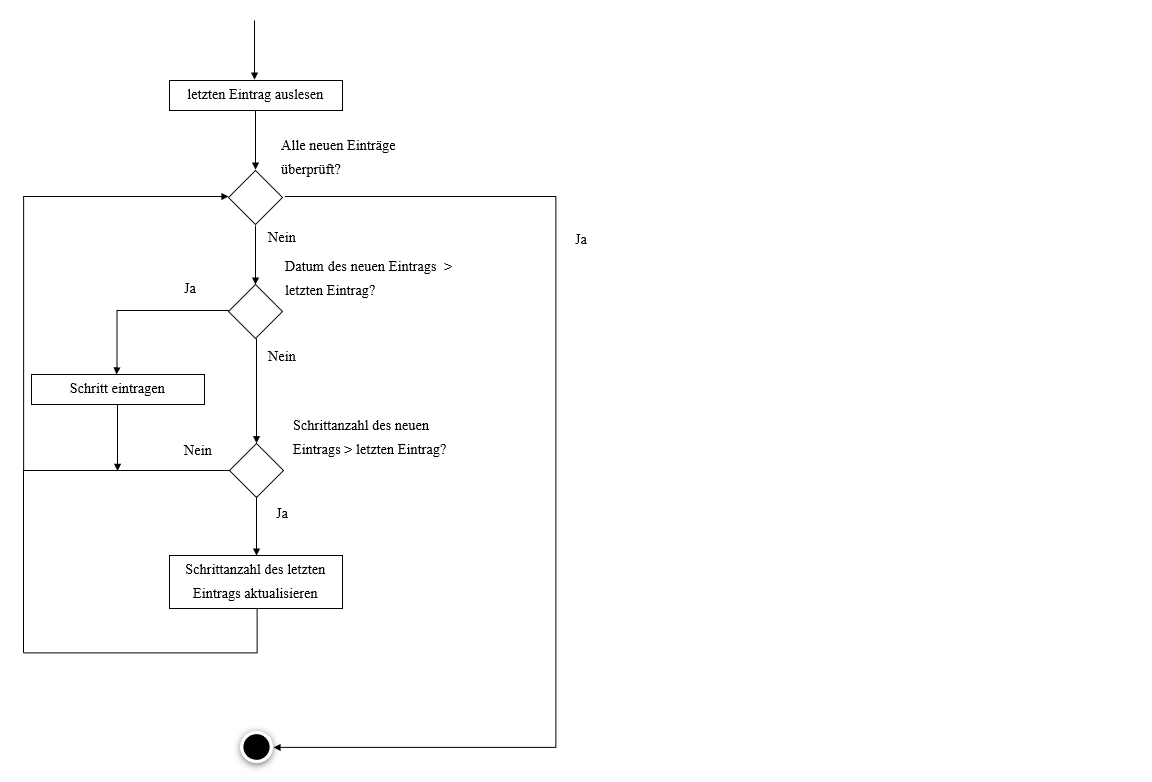 letzten Eintrag auslesen
Alle neuen Einträge
überprüft?
Nein
Ja
Datum des neuen Eintrags  >
letzten Eintrag?
Ja
Nein
Schritt eintragen
Schrittanzahl des neuen
Eintrags > letzten Eintrag?
Nein
Ja
Schrittanzahl des letzten
Eintrags aktualisieren